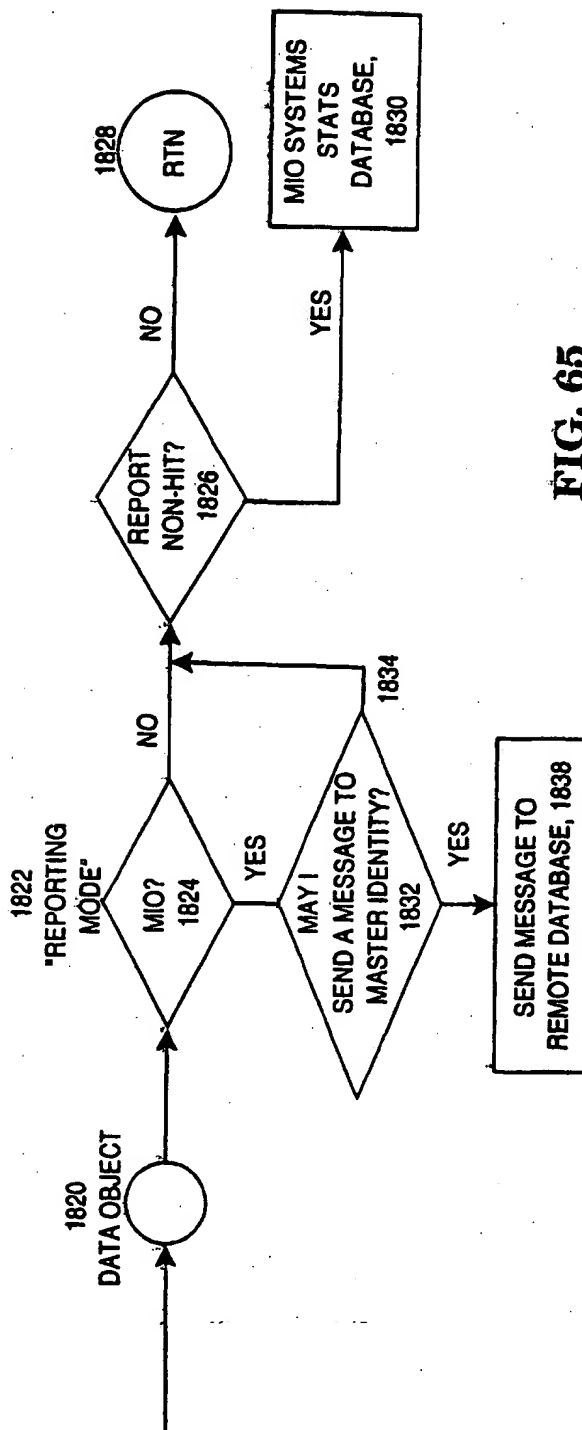 1820
DATA OBJECT
1822
"REPORTING
MODE"
MIO?
1824
NO
YES
MAY I
SEND A MESSAGE TO
MASTER IDENTITY?
1832
1834
YES
SEND MESSAGE TO
REMOTE DATABASE, 1838
REPORT
NON-HIT?
1826
NO
1828
RTN
YES
MIO SYSTEMS
STATS
DATABASE,
1830
FIG. 65